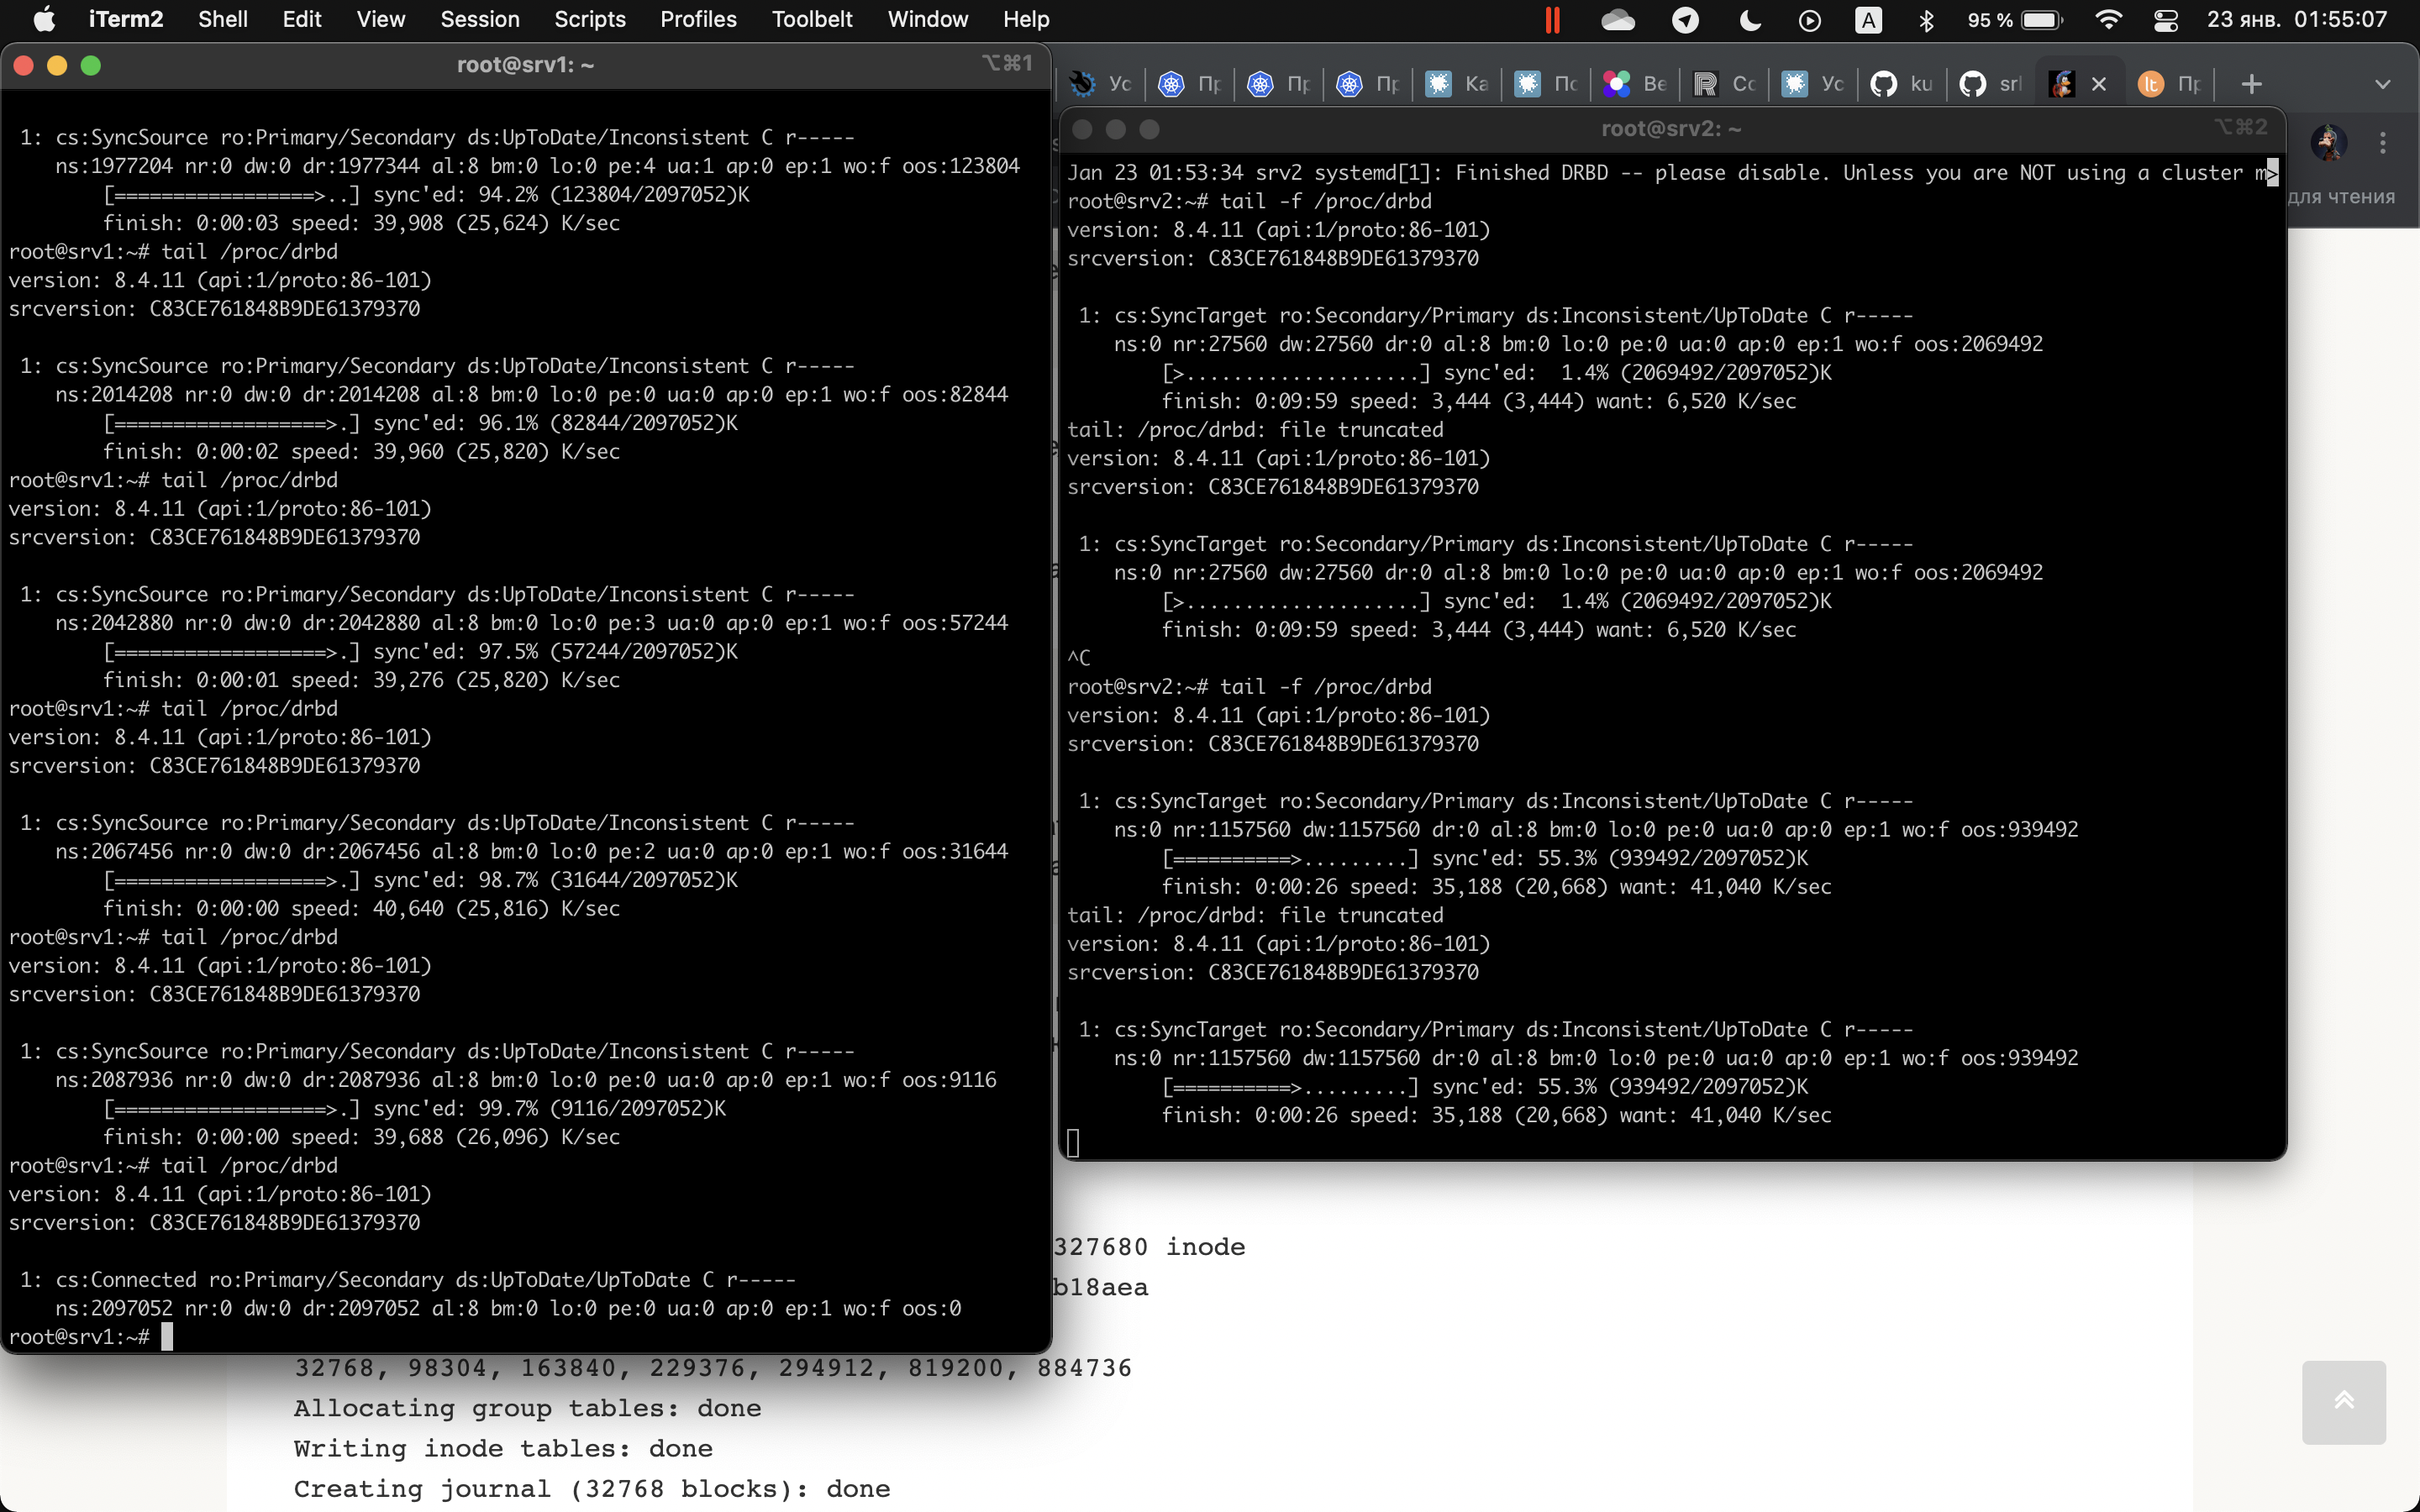 iTerm2 Shell Edit View Session Scripts Profiles Toolbelt Window Help A 95 % 23 янв. 01:55:07
root@srv1: ~ ⌥⌘1
1: cs:SyncSource ro:Primary/Secondary ds:UpToDate/Inconsistent C r-----
ns:1977204 nr:0 dw:0 dr:1977344 al:8 bm:0 lo:0 pe:4 ua:1 ap:0 ep:1 wo:f oos:123804
[=================>..] sync'ed: 94.2% (123804/2097052)K
finish: 0:00:03 speed: 39,908 (25,624) K/sec
root@srv1:~# tail /proc/drbd
version: 8.4.11 (api:1/proto:86-101)
srcversion: C83CE761848B9DE61379370
1: cs:SyncSource ro:Primary/Secondary ds:UpToDate/Inconsistent C r-----
ns:2014208 nr:0 dw:0 dr:2014208 al:8 bm:0 lo:0 pe:0 ua:0 ap:0 ep:1 wo:f oos:82844
[==================>.] sync'ed: 96.1% (82844/2097052)K
finish: 0:00:02 speed: 39,960 (25,820) K/sec
root@srv1:~# tail /proc/drbd
version: 8.4.11 (api:1/proto:86-101)
srcversion: C83CE761848B9DE61379370
1: cs:SyncSource ro:Primary/Secondary ds:UpToDate/Inconsistent C r-----
ns:2042880 nr:0 dw:0 dr:2042880 al:8 bm:0 lo:0 pe:3 ua:0 ap:0 ep:1 wo:f oos:57244
[==================>.] sync'ed: 97.5% (57244/2097052)K
finish: 0:00:01 speed: 39,276 (25,820) K/sec
root@srv1:~# tail /proc/drbd
version: 8.4.11 (api:1/proto:86-101)
srcversion: C83CE761848B9DE61379370
1: cs:SyncSource ro:Primary/Secondary ds:UpToDate/Inconsistent C r-----
ns:2067456 nr:0 dw:0 dr:2067456 al:8 bm:0 lo:0 pe:2 ua:0 ap:0 ep:1 wo:f oos:31644
[==================>.] sync'ed: 98.7% (31644/2097052)K
finish: 0:00:00 speed: 40,640 (25,816) K/sec
root@srv1:~# tail /proc/drbd
version: 8.4.11 (api:1/proto:86-101)
srcversion: C83CE761848B9DE61379370
1: cs:SyncSource ro:Primary/Secondary ds:UpToDate/Inconsistent C r-----
ns:2087936 nr:0 dw:0 dr:2087936 al:8 bm:0 lo:0 pe:0 ua:0 ap:0 ep:1 wo:f oos:9116
[==================>.] sync'ed: 99.7% (9116/2097052)K
finish: 0:00:00 speed: 39,688 (26,096) K/sec
root@srv1:~# tail /proc/drbd
version: 8.4.11 (api:1/proto:86-101)
srcversion: C83CE761848B9DE61379370
1: cs:Connected ro:Primary/Secondary ds:UpToDate/UpToDate C r-----
ns:2097052 nr:0 dw:0 dr:2097052 al:8 bm:0 lo:0 pe:0 ua:0 ap:0 ep:1 wo:f oos:0
root@srv1:~#
Ус Пр Пр Пр Ка По Ве Сс Ус ku srl Пр
для чтения
root@srv2: ~ ⌥⌘2
Jan 23 01:53:34 srv2 systemd[1]: Finished DRBD -- please disable. Unless you are NOT using a cluster m>
root@srv2:~# tail -f /proc/drbd
version: 8.4.11 (api:1/proto:86-101)
srcversion: C83CE761848B9DE61379370
1: cs:SyncTarget ro:Secondary/Primary ds:Inconsistent/UpToDate C r-----
ns:0 nr:27560 dw:27560 dr:0 al:8 bm:0 lo:0 pe:0 ua:0 ap:0 ep:1 wo:f oos:2069492
[>....................] sync'ed:  1.4% (2069492/2097052)K
finish: 0:09:59 speed: 3,444 (3,444) want: 6,520 K/sec
tail: /proc/drbd: file truncated
version: 8.4.11 (api:1/proto:86-101)
srcversion: C83CE761848B9DE61379370
1: cs:SyncTarget ro:Secondary/Primary ds:Inconsistent/UpToDate C r-----
ns:0 nr:27560 dw:27560 dr:0 al:8 bm:0 lo:0 pe:0 ua:0 ap:0 ep:1 wo:f oos:2069492
[>....................] sync'ed:  1.4% (2069492/2097052)K
finish: 0:09:59 speed: 3,444 (3,444) want: 6,520 K/sec
^C
root@srv2:~# tail -f /proc/drbd
version: 8.4.11 (api:1/proto:86-101)
srcversion: C83CE761848B9DE61379370
1: cs:SyncTarget ro:Secondary/Primary ds:Inconsistent/UpToDate C r-----
ns:0 nr:1157560 dw:1157560 dr:0 al:8 bm:0 lo:0 pe:0 ua:0 ap:0 ep:1 wo:f oos:939492
[==========>.........] sync'ed: 55.3% (939492/2097052)K
finish: 0:00:26 speed: 35,188 (20,668) want: 41,040 K/sec
tail: /proc/drbd: file truncated
version: 8.4.11 (api:1/proto:86-101)
srcversion: C83CE761848B9DE61379370
1: cs:SyncTarget ro:Secondary/Primary ds:Inconsistent/UpToDate C r-----
ns:0 nr:1157560 dw:1157560 dr:0 al:8 bm:0 lo:0 pe:0 ua:0 ap:0 ep:1 wo:f oos:939492
[==========>.........] sync'ed: 55.3% (939492/2097052)K
finish: 0:00:26 speed: 35,188 (20,668) want: 41,040 K/sec
327680 inode
b18aea
32768, 98304, 163840, 229376, 294912, 819200, 884736
Allocating group tables: done
Writing inode tables: done
Creating journal (32768 blocks): done